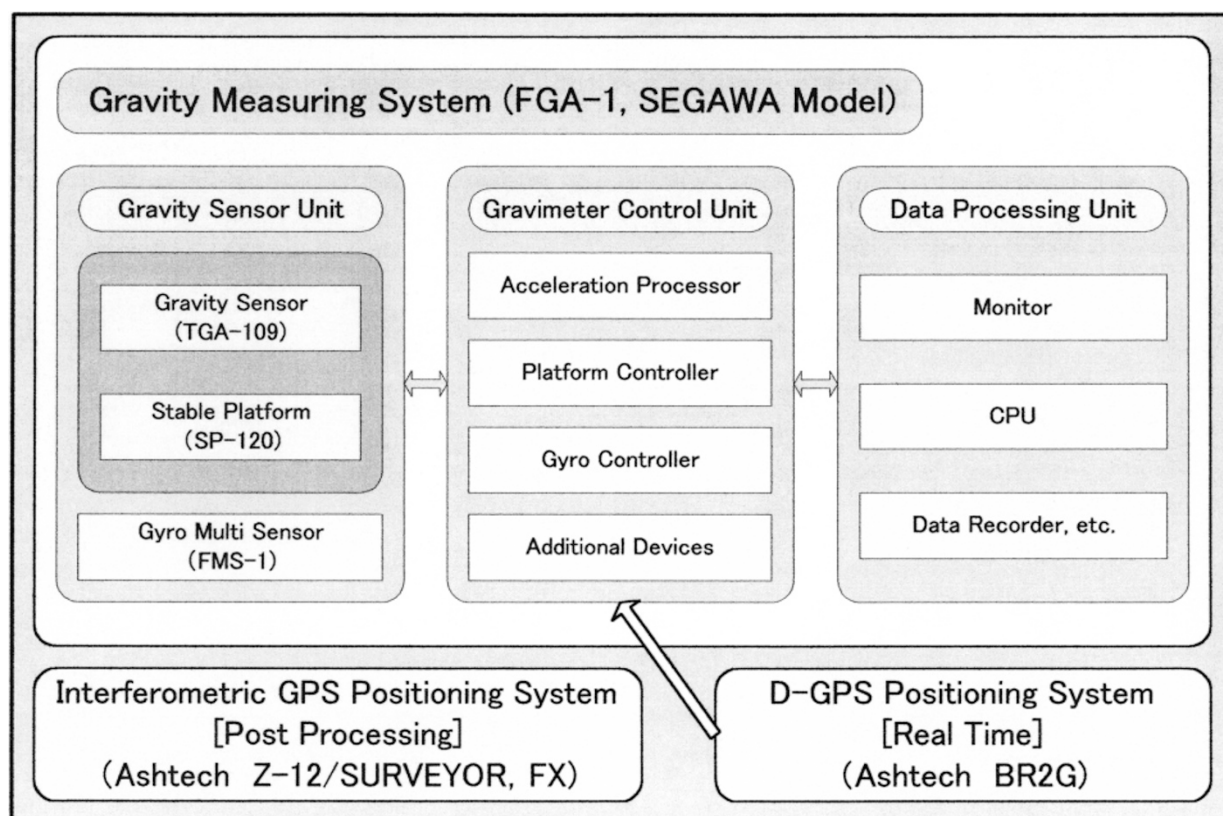 Gravity Measuring System (FGA-1, SEGAWA Model)
Gravity Sensor Unit
Gravity Sensor
(TGA-109)
Stable Platform
(SP-120)
Gyro Multi Sensor
(FMS-1)
Gravimeter Control Unit
Acceleration Processor
Platform Controller
Gyro Controller
Additional Devices
Data Processing Unit
Monitor
CPU
Data Recorder, etc.
Interferometric GPS Positioning System
[Post Processing]
(Ashtech Z-12/SURVEYOR, FX)
D-GPS Positioning System
[Real Time]
(Ashtech BR2G)